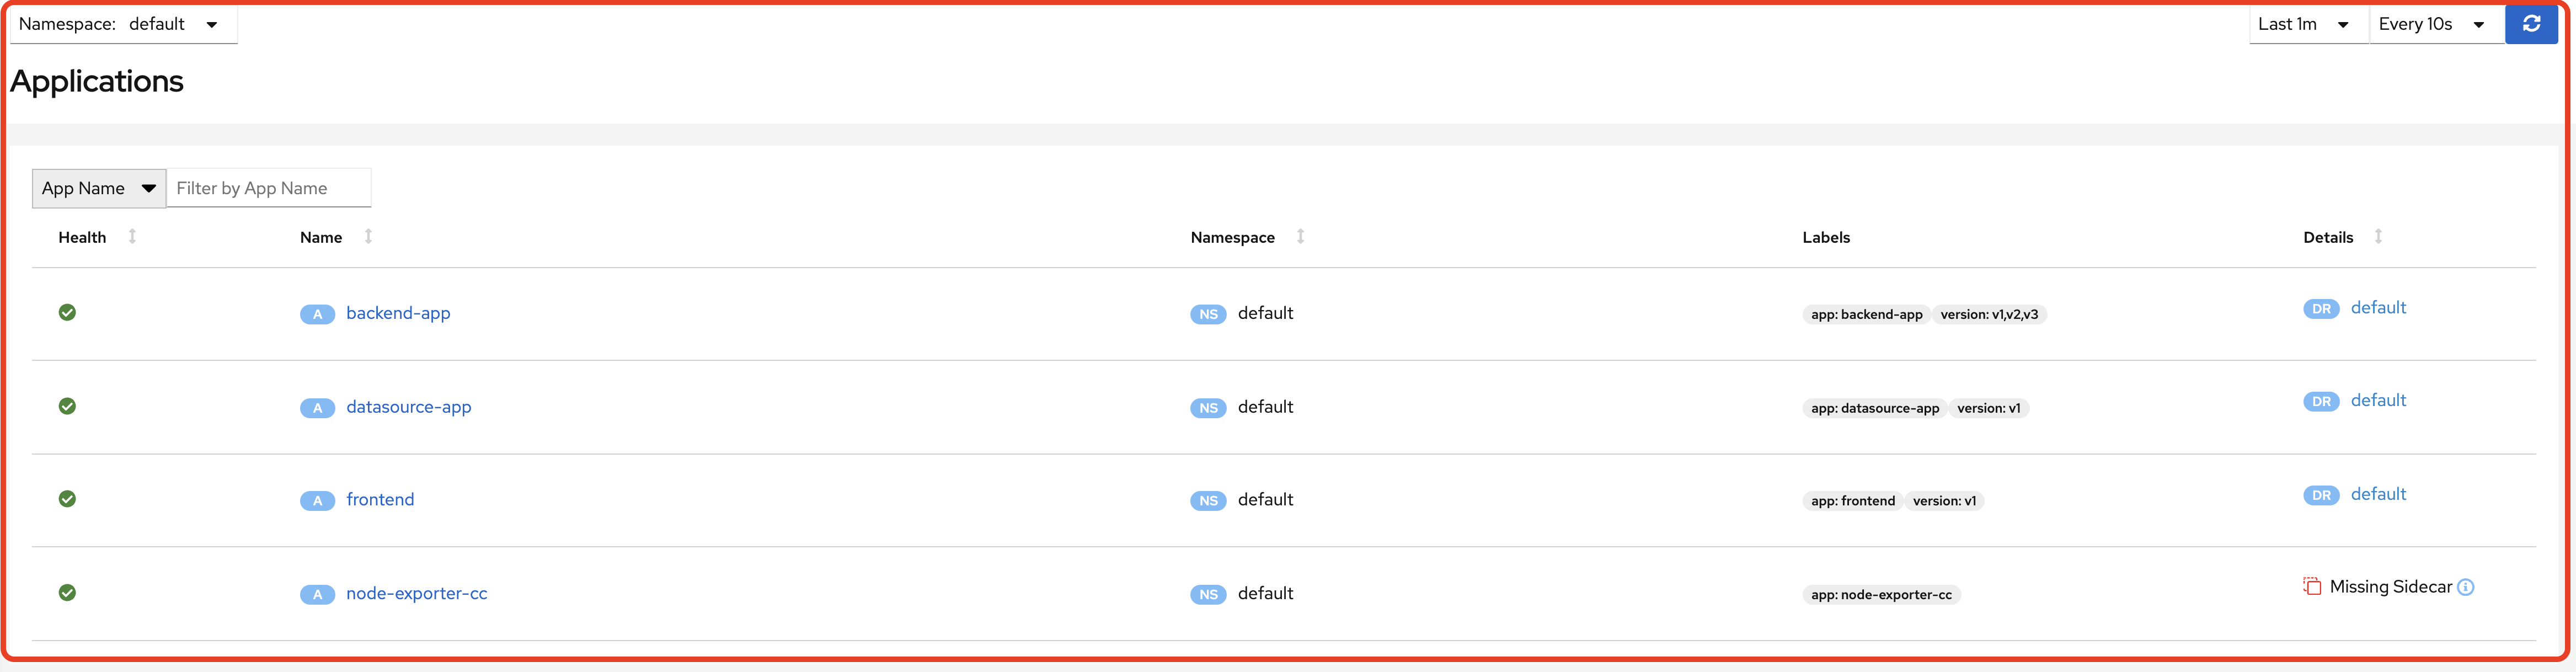 Namespace: default Last 1m Every 10s
Applications
App Name Filter by App Name
Health Name Namespace Labels Details
A backend-app NS default app: backend-app version: v1,v2,v3 DR default
A datasource-app NS default app: datasource-app version: v1 DR default
A frontend NS default app: frontend version: v1 DR default
A node-exporter-cc NS default app: node-exporter-cc Missing Sidecar